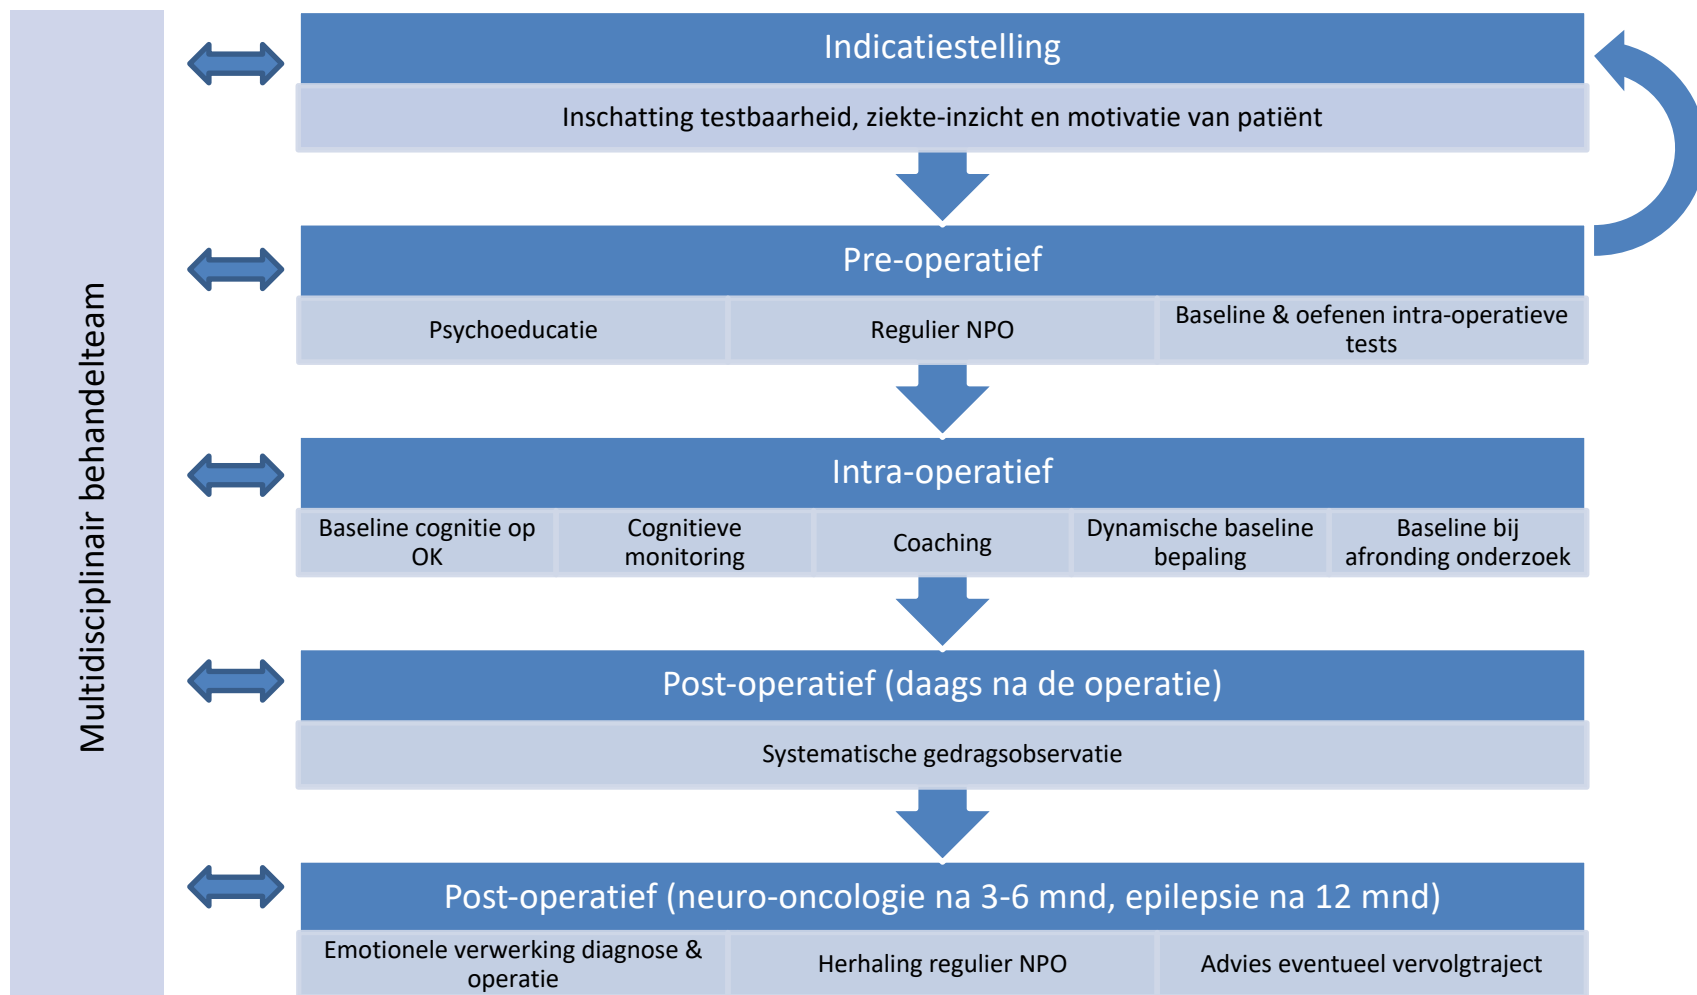 Multidisciplinair behandelteam
Indicatiestelling
Inschatting testbaarheid, ziekte-inzicht en motivatie van patiënt
Pre-operatief
Psychoeducatie
Regulier NPO
Baseline & oefenen intra-operatieve
tests
Intra-operatief
Baseline cognitie op
OK
Cognitieve
monitoring
Coaching
Dynamische baseline
bepaling
Baseline bij
afronding onderzoek
Post-operatief (daags na de operatie)
Systematische gedragsobservatie
Post-operatief (neuro-oncologie na 3-6 mnd, epilepsie na 12 mnd)
Emotionele verwerking diagnose &
operatie
Herhaling regulier NPO
Advies eventueel vervolgtraject